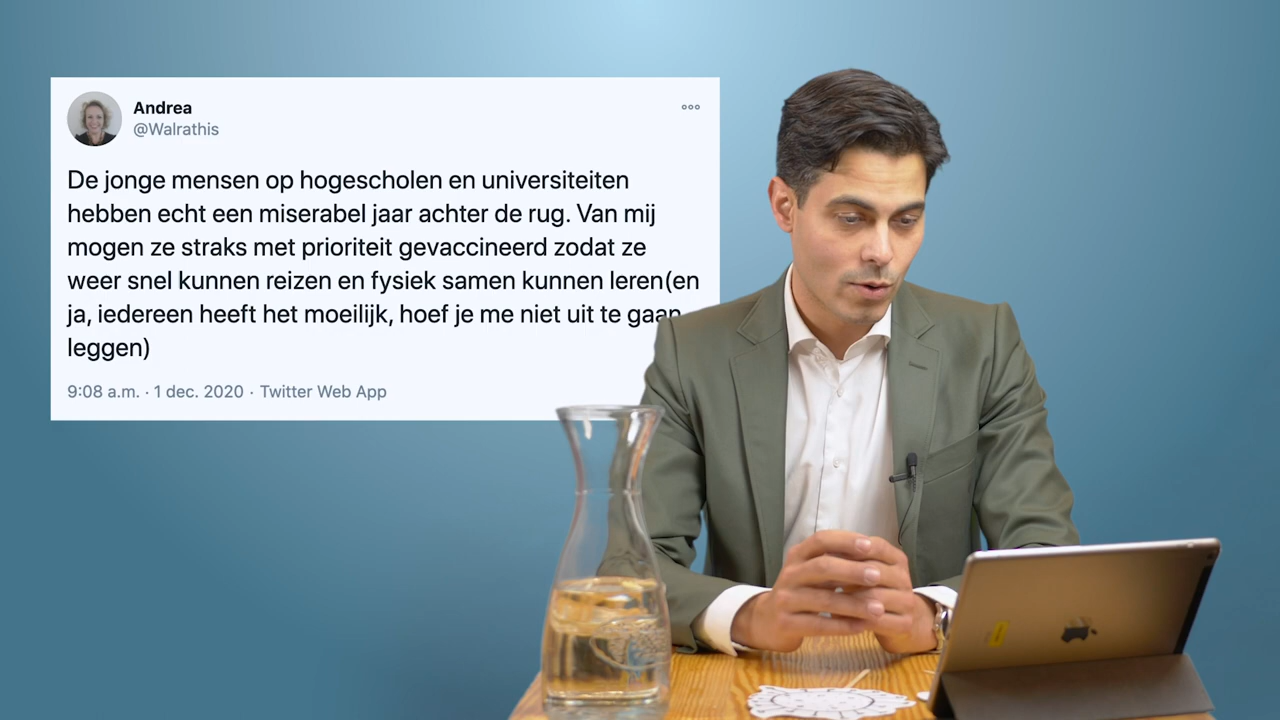 Andrea
@Walrathis
De jonge mensen op hogescholen en universiteiten
hebben echt een miserabel jaar achter de rug. Van mij
mogen ze straks met prioriteit gevaccineerd zodat ze
weer snel kunnen reizen en fysiek samen kunnen leren(en
ja, iedereen heeft het moeilijk, hoef je me niet uit te gaan
leggen)
9:08 a.m. · 1 dec. 2020 · Twitter Web App